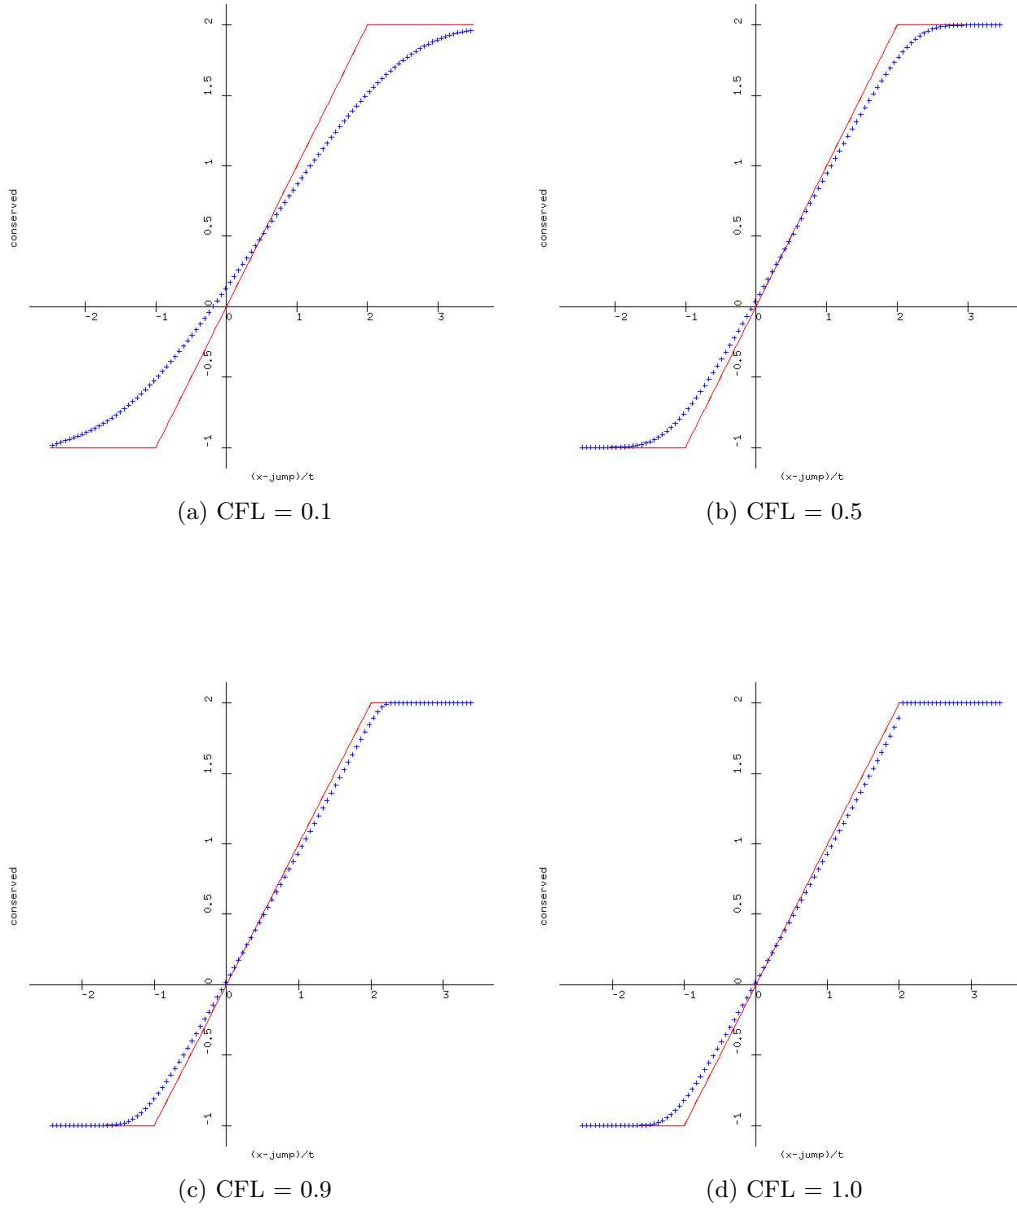 2
1.5
1
0.5
0
-0.5
-1
-2 -1 0 1 2 3
conserved
(x-jump)/t
(a) CFL = 0.1
2
1.5
1
0.5
0
-0.5
-1
-2 -1 0 1 2 3
conserved
(x-jump)/t
(b) CFL = 0.5
2
1.5
1
0.5
0
-0.5
-1
-2 -1 0 1 2 3
conserved
(x-jump)/t
(c) CFL = 0.9
2
1.5
1
0.5
0
-0.5
-1
-2 -1 0 1 2 3
conserved
(x-jump)/t
(d) CFL = 1.0